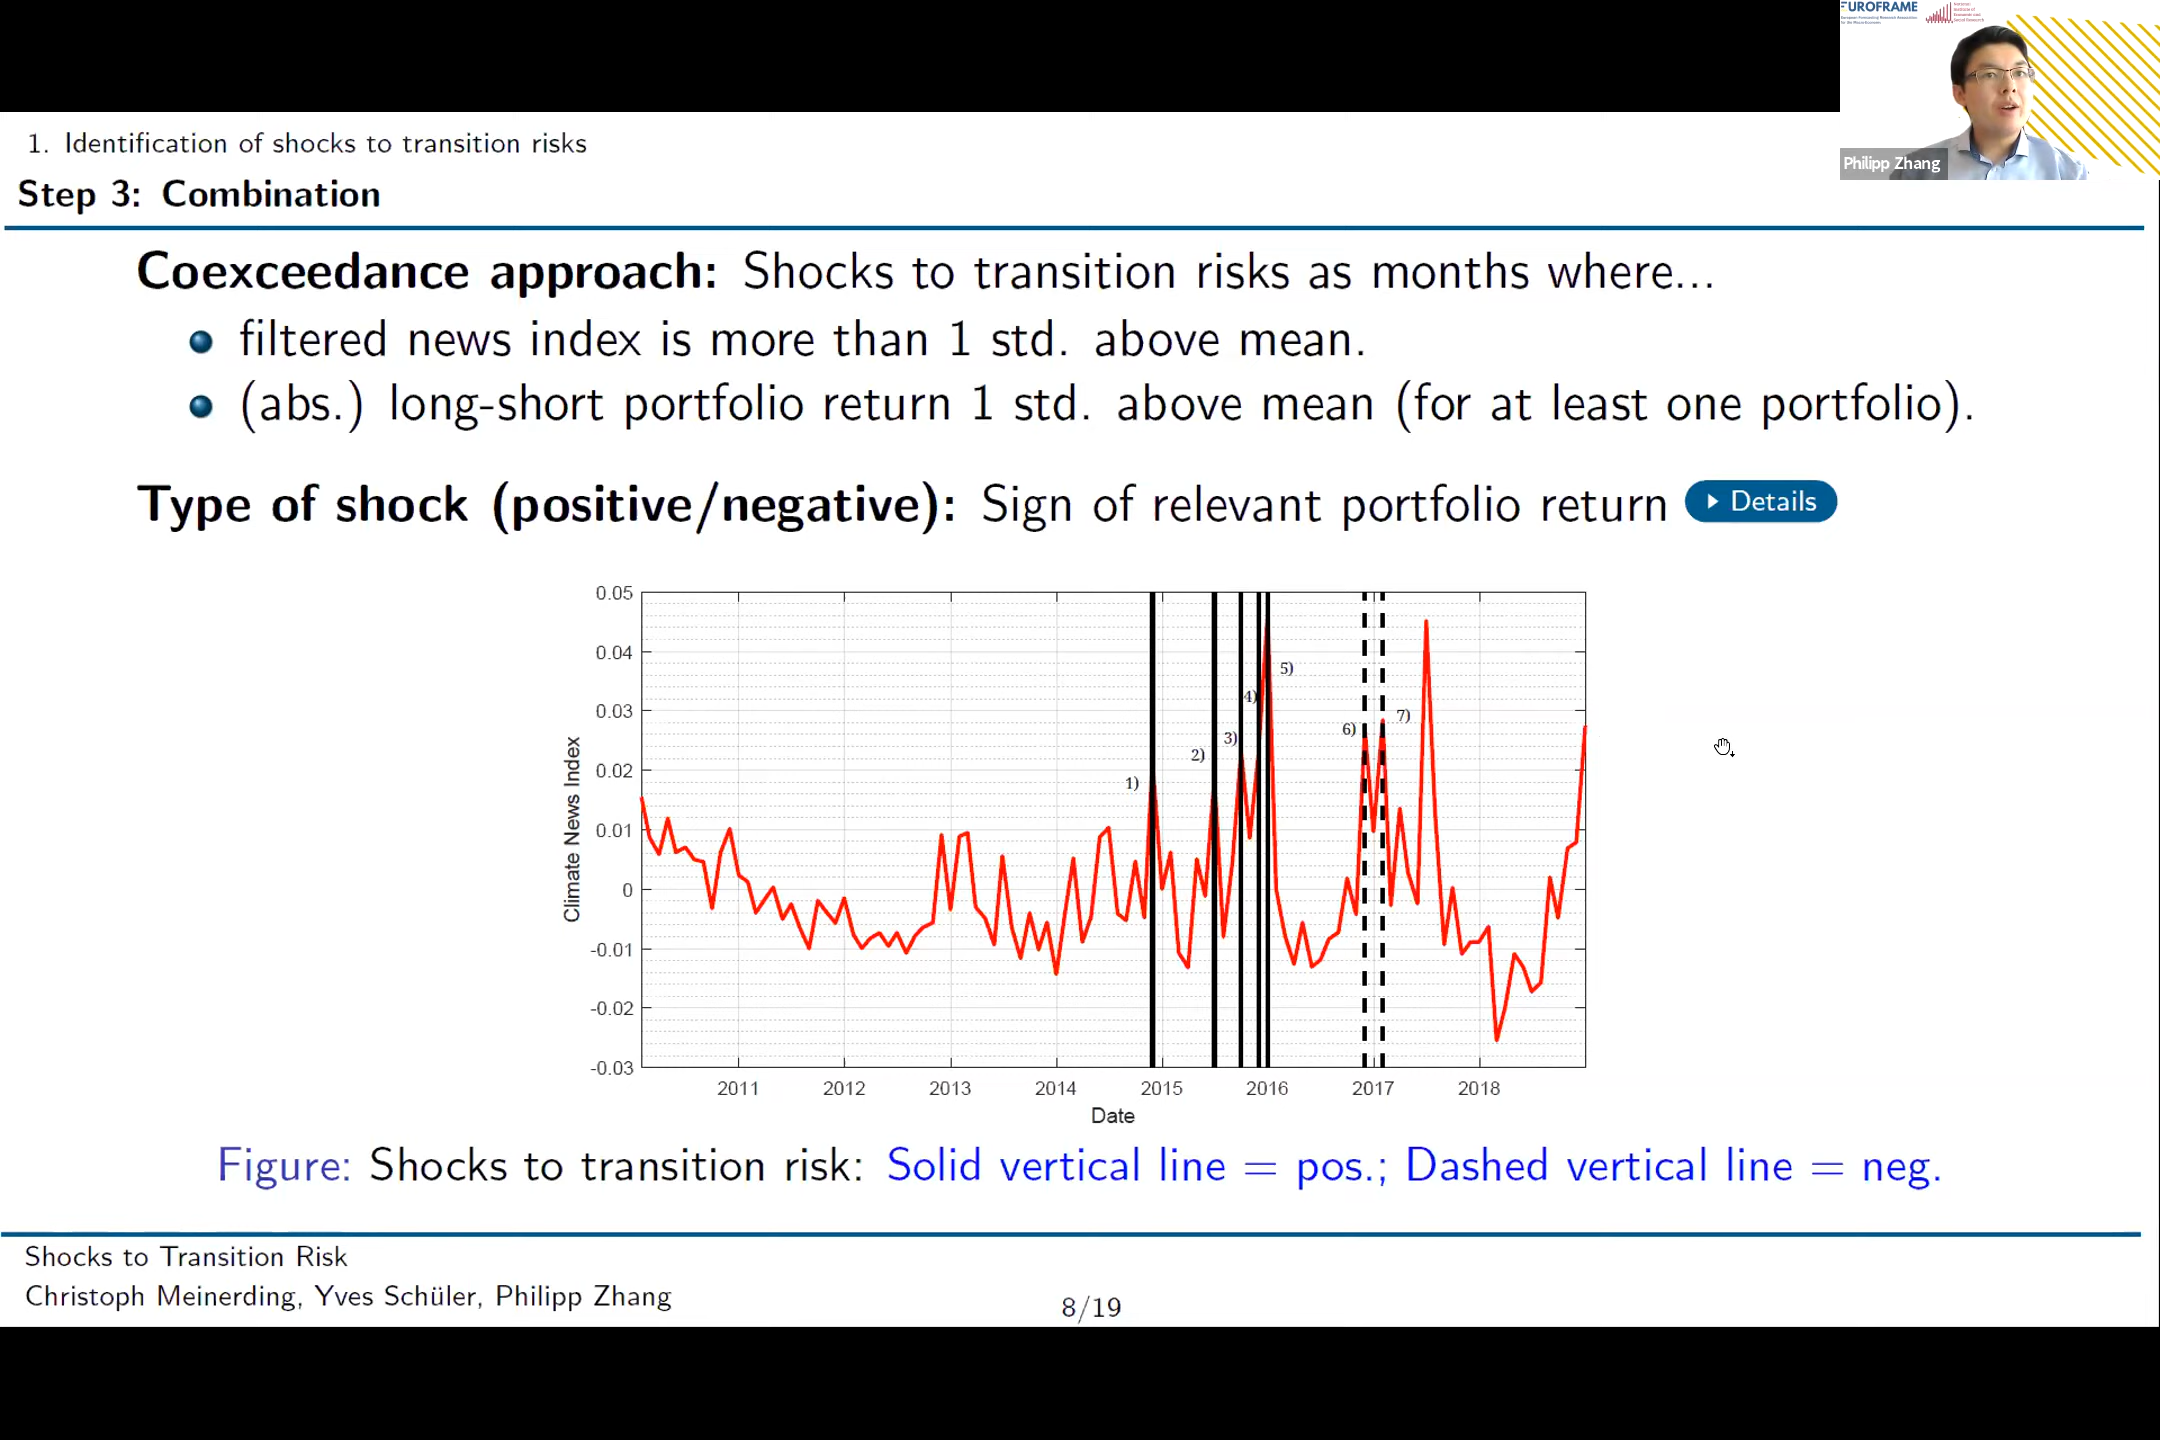 EUROFRAME
1. Identification of shocks to transition risks
Philipp Zhang
Step 3: Combination
Coexceedance approach: Shocks to transition risks as months where...
filtered news index is more than 1 std. above mean.
(abs.) long-short portfolio return 1 std. above mean (for at least one portfolio).
Type of shock (positive/negative): Sign of relevant portfolio return
Details
0.05
0.04
0.03
0.02
0.01
0
-0.01
-0.02
-0.03
Climate News Index
1)
2)
3)
4)
5)
6)
7)
2011 2012 2013 2014 2015 2016 2017 2018
Date
Figure: Shocks to transition risk: Solid vertical line = pos.; Dashed vertical line = neg.
Shocks to Transition Risk
Christoph Meinerding, Yves Schüler, Philipp Zhang
8/19